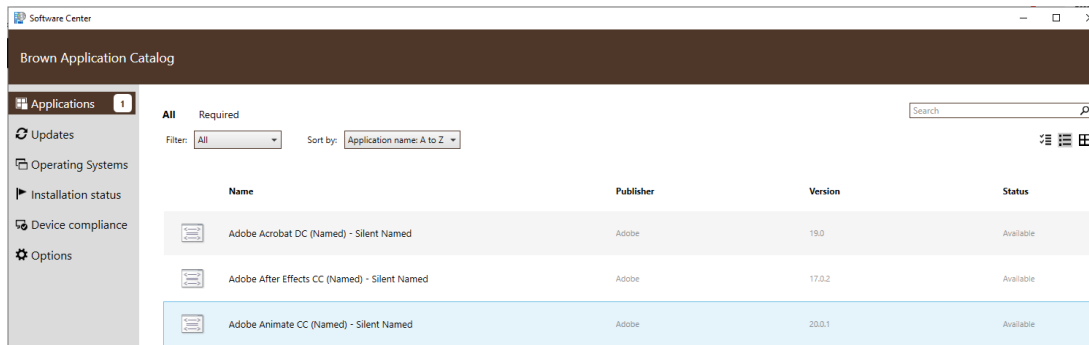 Software Center
Brown Application Catalog
Applications 1
Updates
Operating Systems
Installation status
Device compliance
Options
All Required
Search
Filter: All Sort by: Application name: A to Z
Name Publisher Version Status
Adobe Acrobat DC (Named) - Silent Named Adobe 19.0 Available
Adobe After Effects CC (Named) - Silent Named Adobe 17.0.2 Available
Adobe Animate CC (Named) - Silent Named Adobe 20.0.1 Available